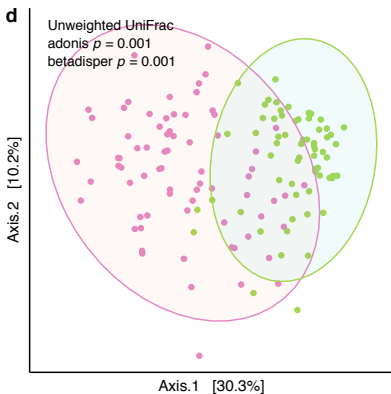 d
Unweighted UniFrac
adonis p = 0.001
betadisper p = 0.001
Axis.2 [10.2%]
Axis.1 [30.3%]